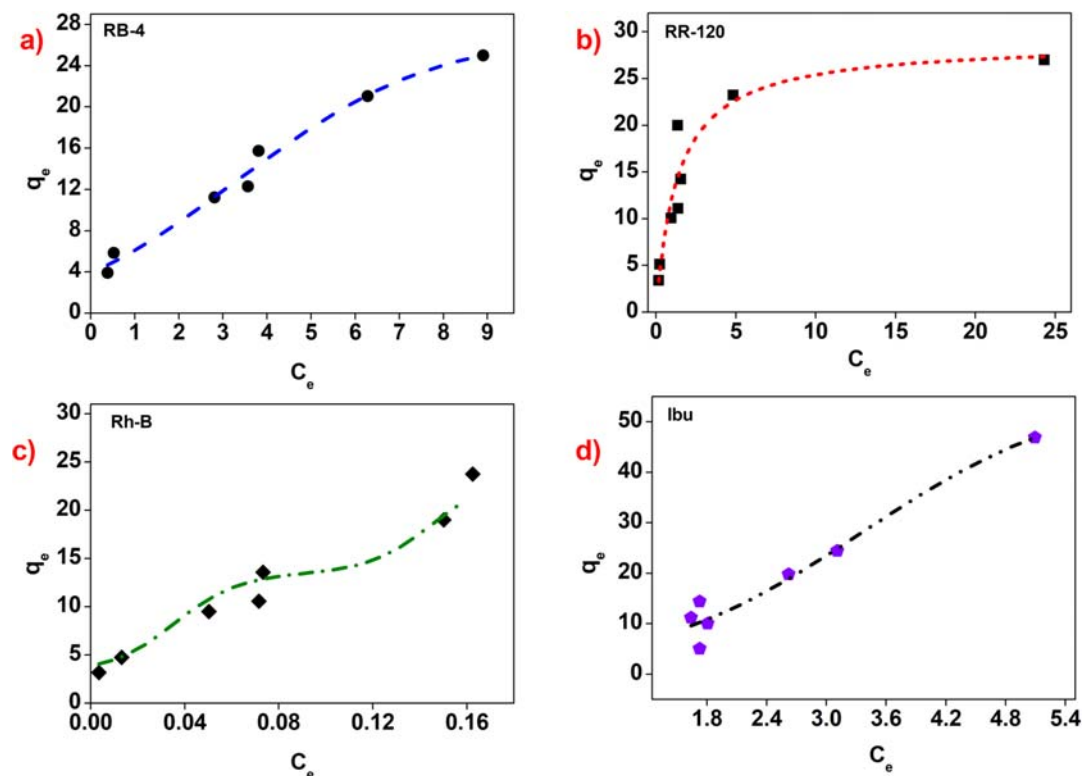 a)
RB-4
28
24
20
16
12
8
4
0
qe
0 1 2 3 4 5 6 7 8 9
Ce
b)
RR-120
30
25
20
15
10
5
0
qe
0 5 10 15 20 25
Ce
c)
Rh-B
30
25
20
15
10
5
0
qe
0.00 0.04 0.08 0.12 0.16
Ce
d)
Ibu
50
40
30
20
10
0
qe
1.8 2.4 3.0 3.6 4.2 4.8 5.4
Ce